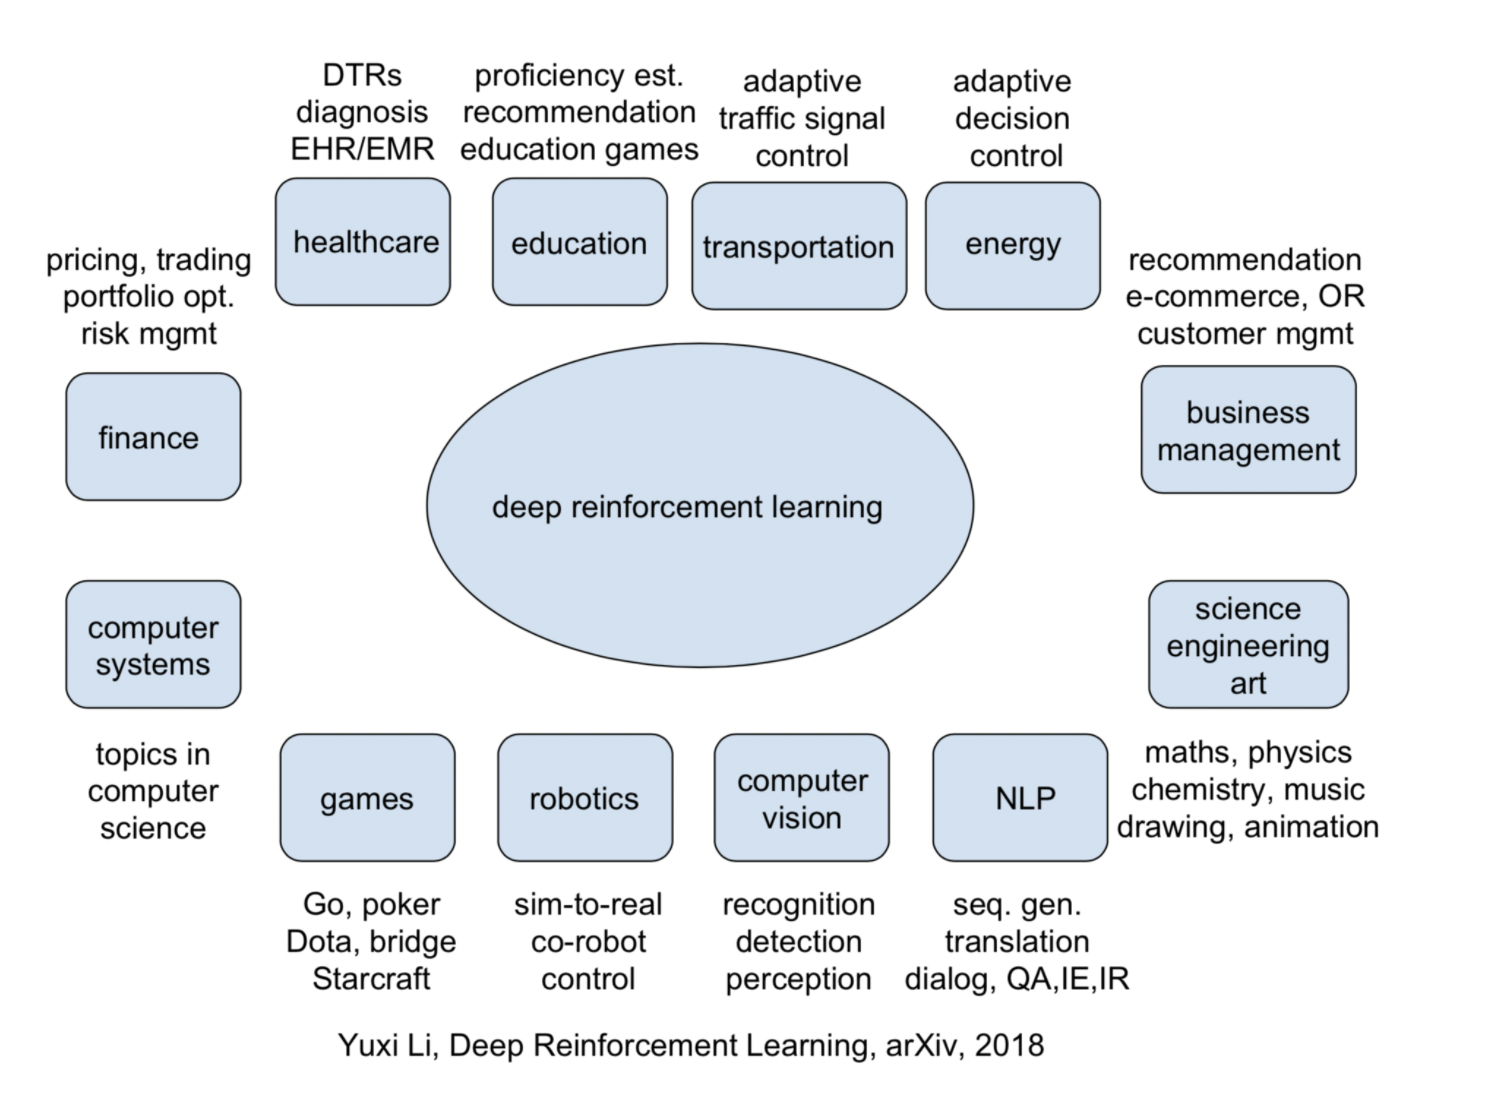 DTRs
diagnosis
EHR/EMR
healthcare
proficiency est.
recommendation
education games
education
adaptive
traffic signal
control
transportation
adaptive
decision
control
energy
pricing, trading
portfolio opt.
risk mgmt
finance
recommendation
e-commerce, OR
customer mgmt
business
management
deep reinforcement learning
computer
systems
topics in
computer
science
science
engineering
art
maths, physics
chemistry, music
drawing, animation
games
Go, poker
Dota, bridge
Starcraft
robotics
sim-to-real
co-robot
control
computer
vision
recognition
detection
perception
NLP
seq. gen.
translation
dialog, QA,IE,IR
Yuxi Li, Deep Reinforcement Learning, arXiv, 2018